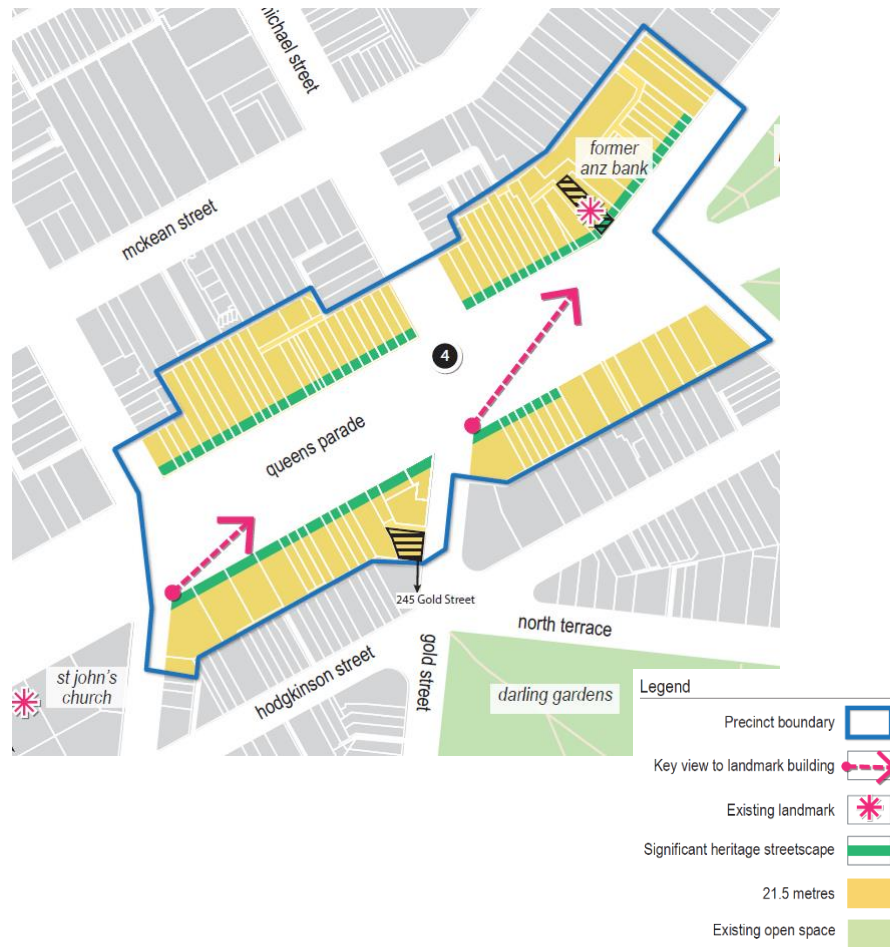 michael street
mckean street
former
anz bank
4
queens parade
245 Gold Street
north terrace
gold street
hodgkinson street
st john's
church
darling gardens
Legend
Precinct boundary
Key view to landmark building
Existing landmark
Significant heritage streetscape
21.5 metres
Existing open space